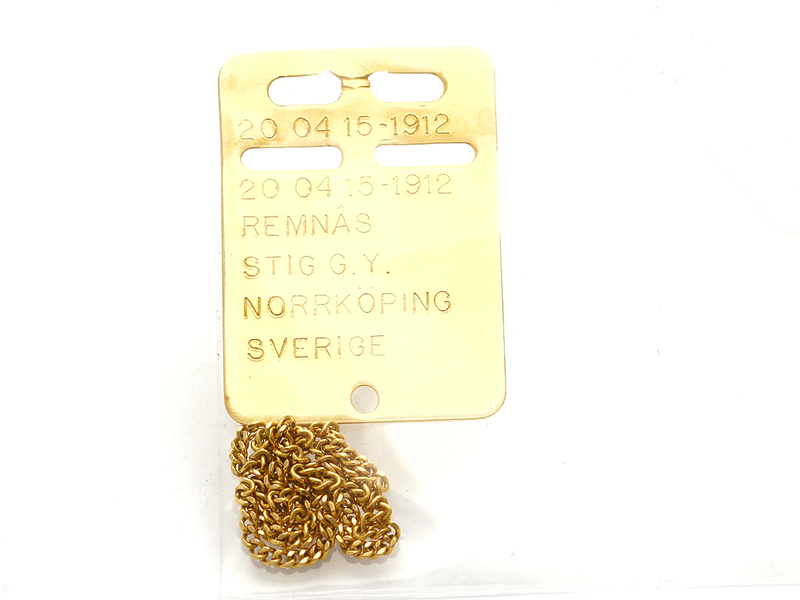 20 04 15-1912
20 04 15-1912
REMNÅS
STIG G.Y.
NORRKÖPING
SVERIGE